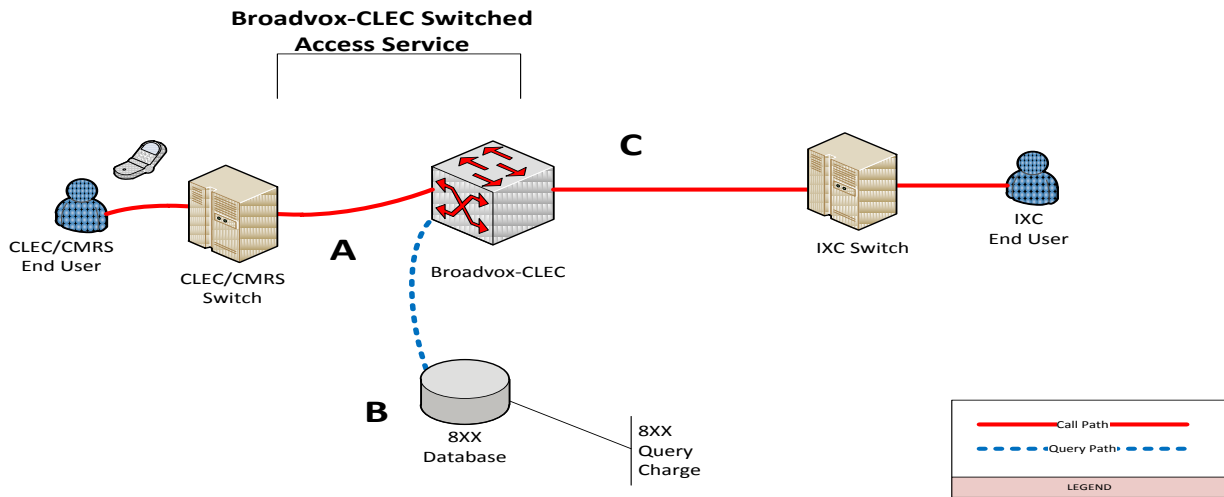 Broadvox-CLEC Switched
Access Service
A
C
CLEC/CMRS
End User
CLEC/CMRS
Switch
Broadvox-CLEC
IXC Switch
IXC
End User
B
8XX
Database
8XX
Query
Charge
Call Path
Query Path
LEGEND